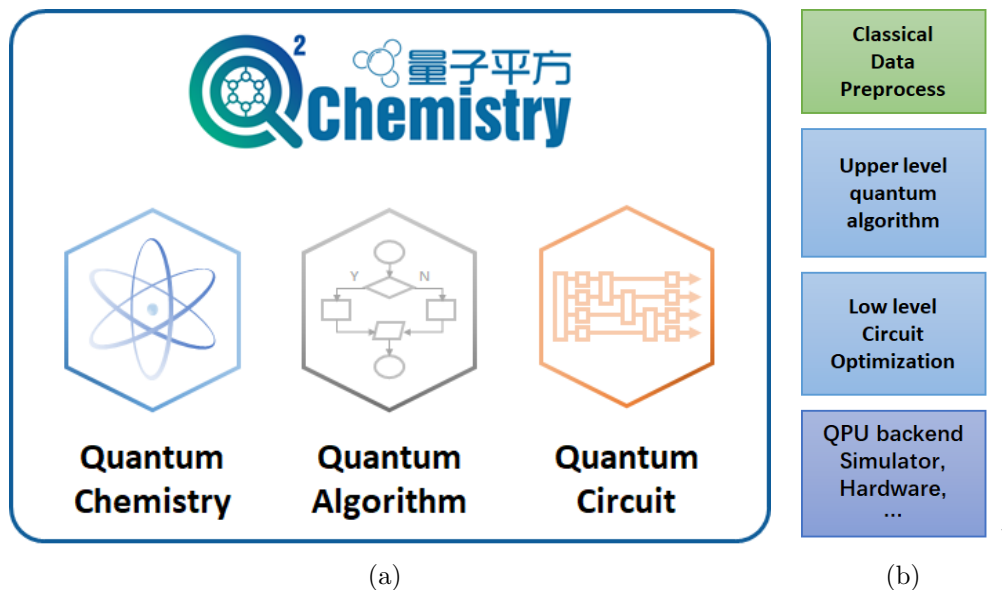 Q²
量子平方
Chemistry
Y
N
Quantum
Chemistry
Quantum
Algorithm
Quantum
Circuit
(a)
Classical
Data
Preprocess
Upper level
quantum
algorithm
Low level
Circuit
Optimization
QPU backend
Simulator,
Hardware,
...
(b)